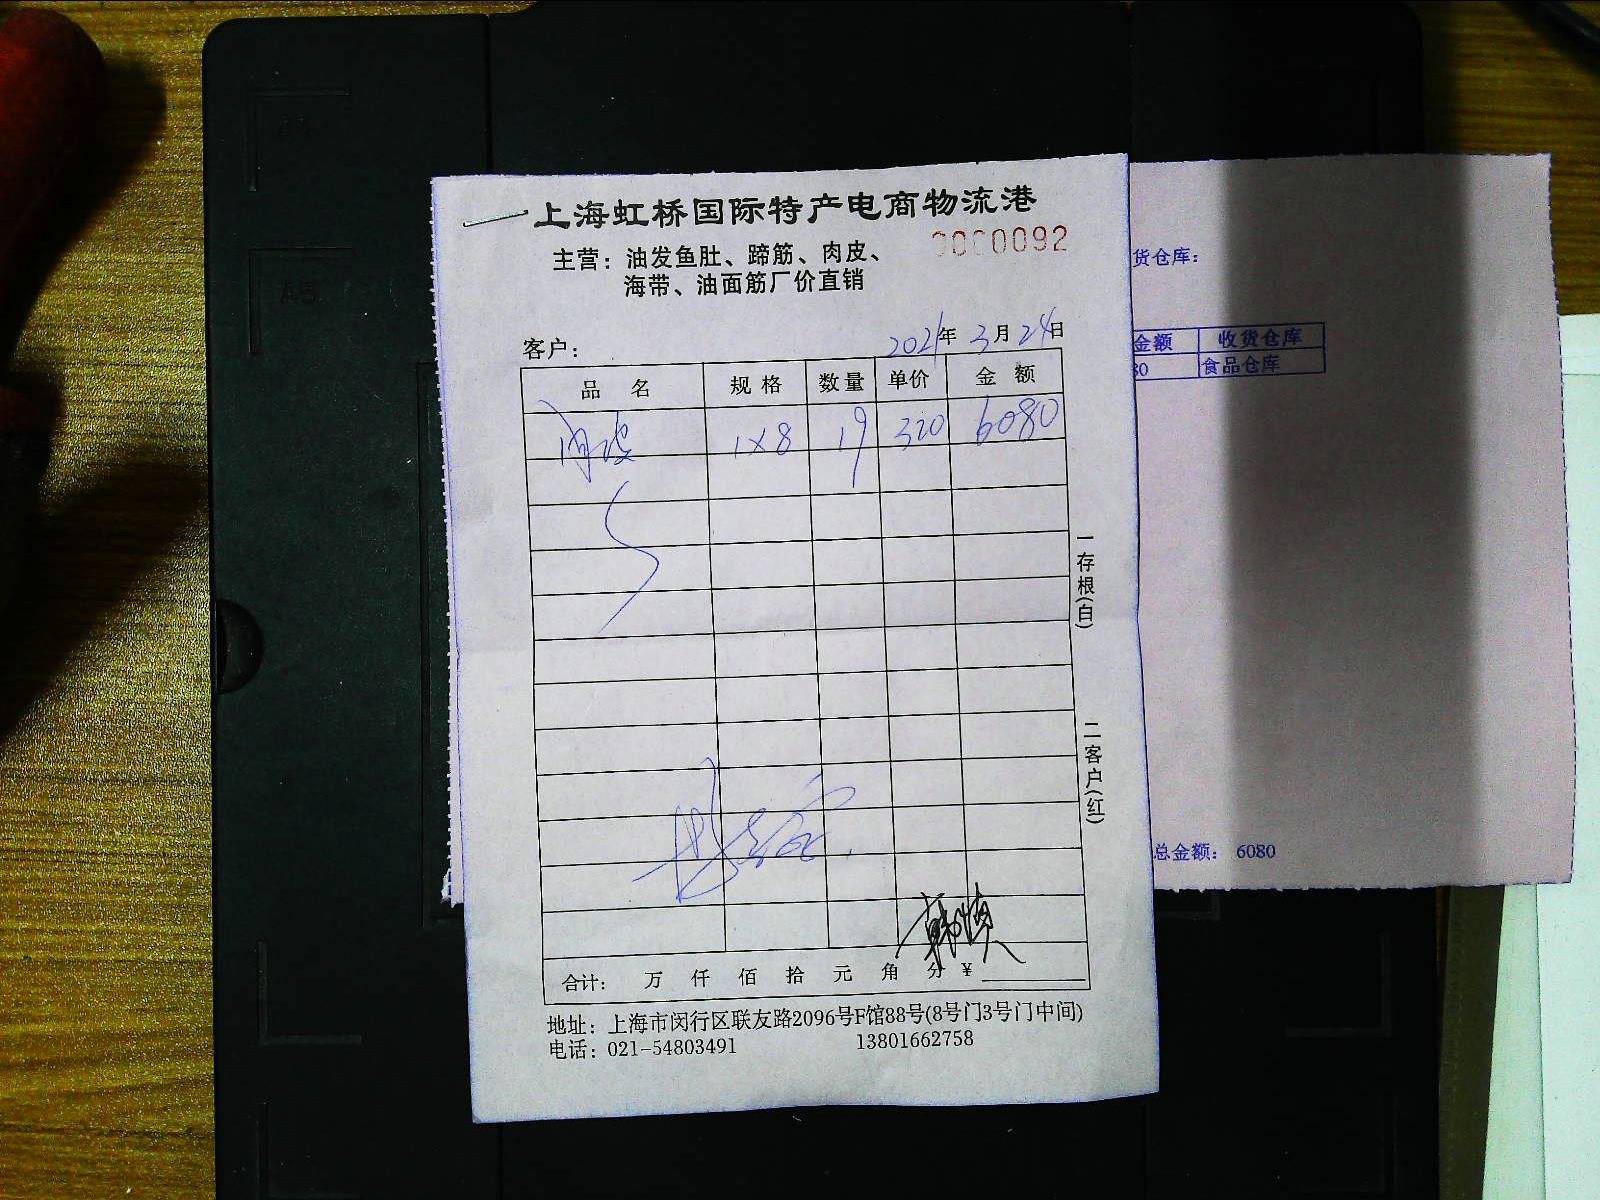 上海虹桥国际特产电商物流港
主营：油发鱼肚、蹄筋、肉皮、
海带、油面筋厂价直销
0000092
客户：
2021年 3月 24日
品 名 规 格 数量 单价 金 额
肉皮 1×8 19 320 6080
合计： 万 仟 佰 拾 元 角 分 ¥
地址：上海市闵行区联友路2096号F馆88号(8号门3号门中间)
电话：021-54803491 13801662758
一存根(白)
二客户(红)
货仓库：
金额 收货仓库
80 食品仓库
总金额： 6080